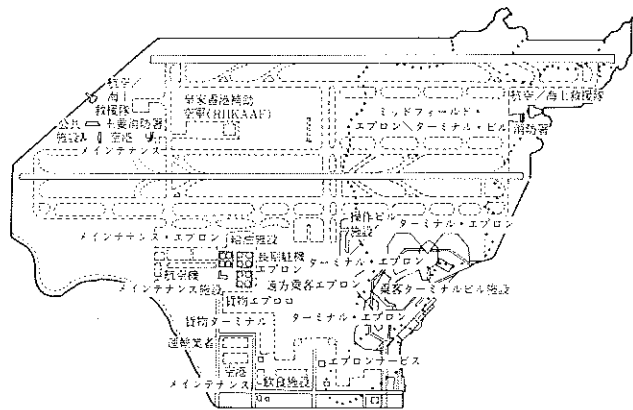 航空／
海上
救援隊
公共
施設
主要消防署
空港
メインテナンス
皇家香港補助
空軍(RHKAAF)
ミッドフィールド・
エプロン＼ターミナル・ビル
航空／海上救援隊
消防署
メインテナンス・エプロン
給油施設
操作ビル
施設
ターミナル・エプロン
長期駐機
エプロン
ターミナル・エプロン
航空機
メインテナンス施設
遠方乗客エプロン
乗客ターミナルビル施設
貨物エプロロ
貨物ターミナル
ターミナル・エプロン
運輸業者
エプロンサービス
空港
メインテナンス
飲食施設